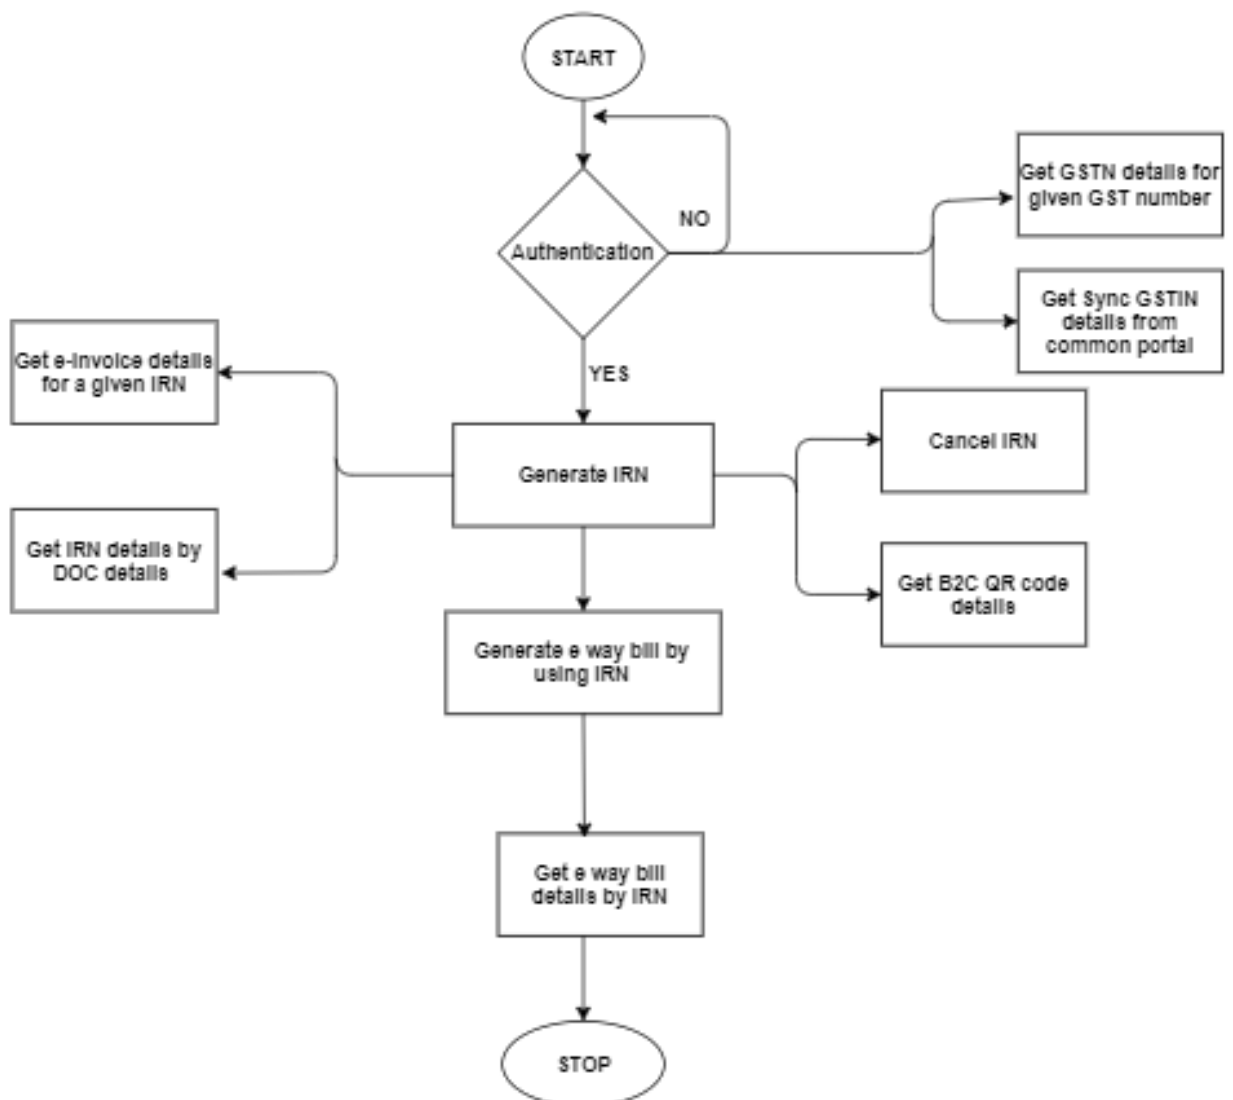 START
NO
Authentication
Get GSTN details for
given GST number
Get Sync GSTIN
details from
common portal
YES
Get e-invoice details
for a given IRN
Generate IRN
Cancel IRN
Get IRN details by
DOC details
Get B2C QR code
details
Generate e way bill by
using IRN
Get e way bill
details by IRN
STOP